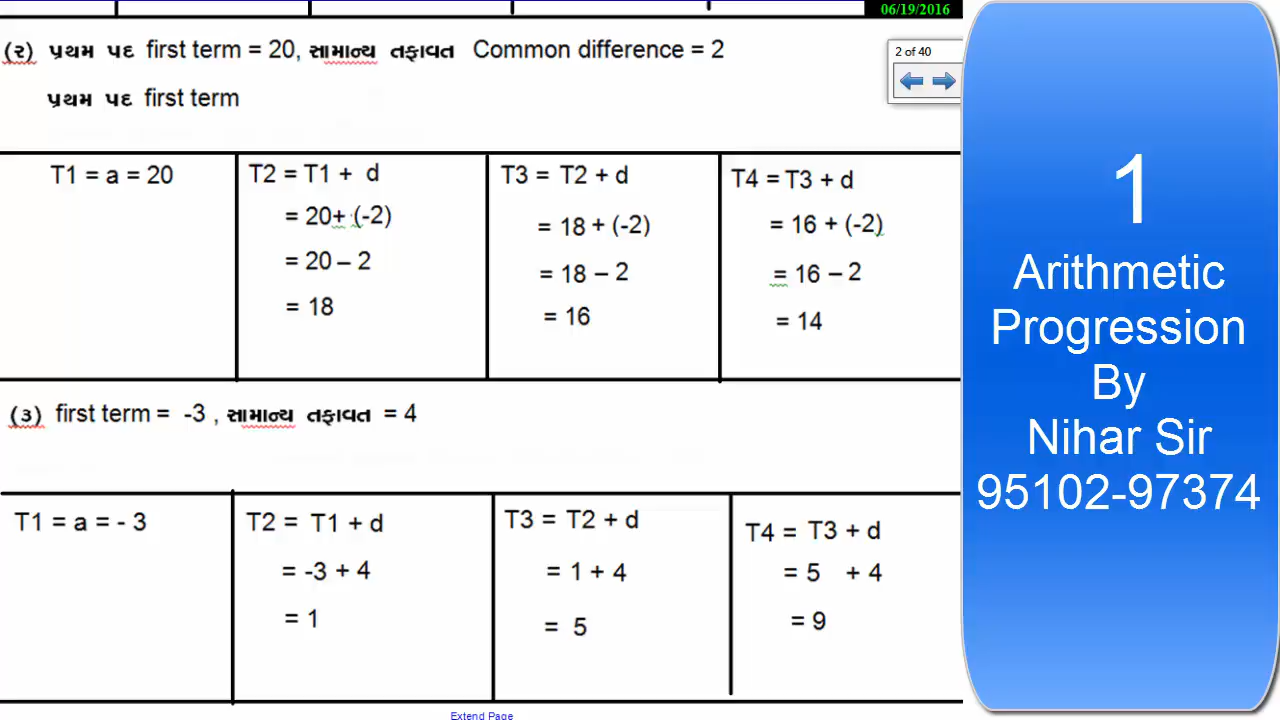 06/19/2016
(૨) પ્રથમ પદ first term = 20, સામાન્ય તફાવત Common difference = 2
2 of 40
પ્રથમ પદ first term
T1 = a = 20
T2 = T1 + d
= 20+ (-2)
= 20 – 2
= 18
T3 = T2 + d
= 18 + (-2)
= 18 – 2
= 16
T4 = T3 + d
= 16 + (-2)
= 16 – 2
= 14
(૩) first term = -3 , સામાન્ય તફાવત = 4
T1 = a = - 3
T2 = T1 + d
= -3 + 4
= 1
T3 = T2 + d
= 1 + 4
= 5
T4 = T3 + d
= 5 + 4
= 9
Extend Page
1
Arithmetic
Progression
By
Nihar Sir
95102-97374